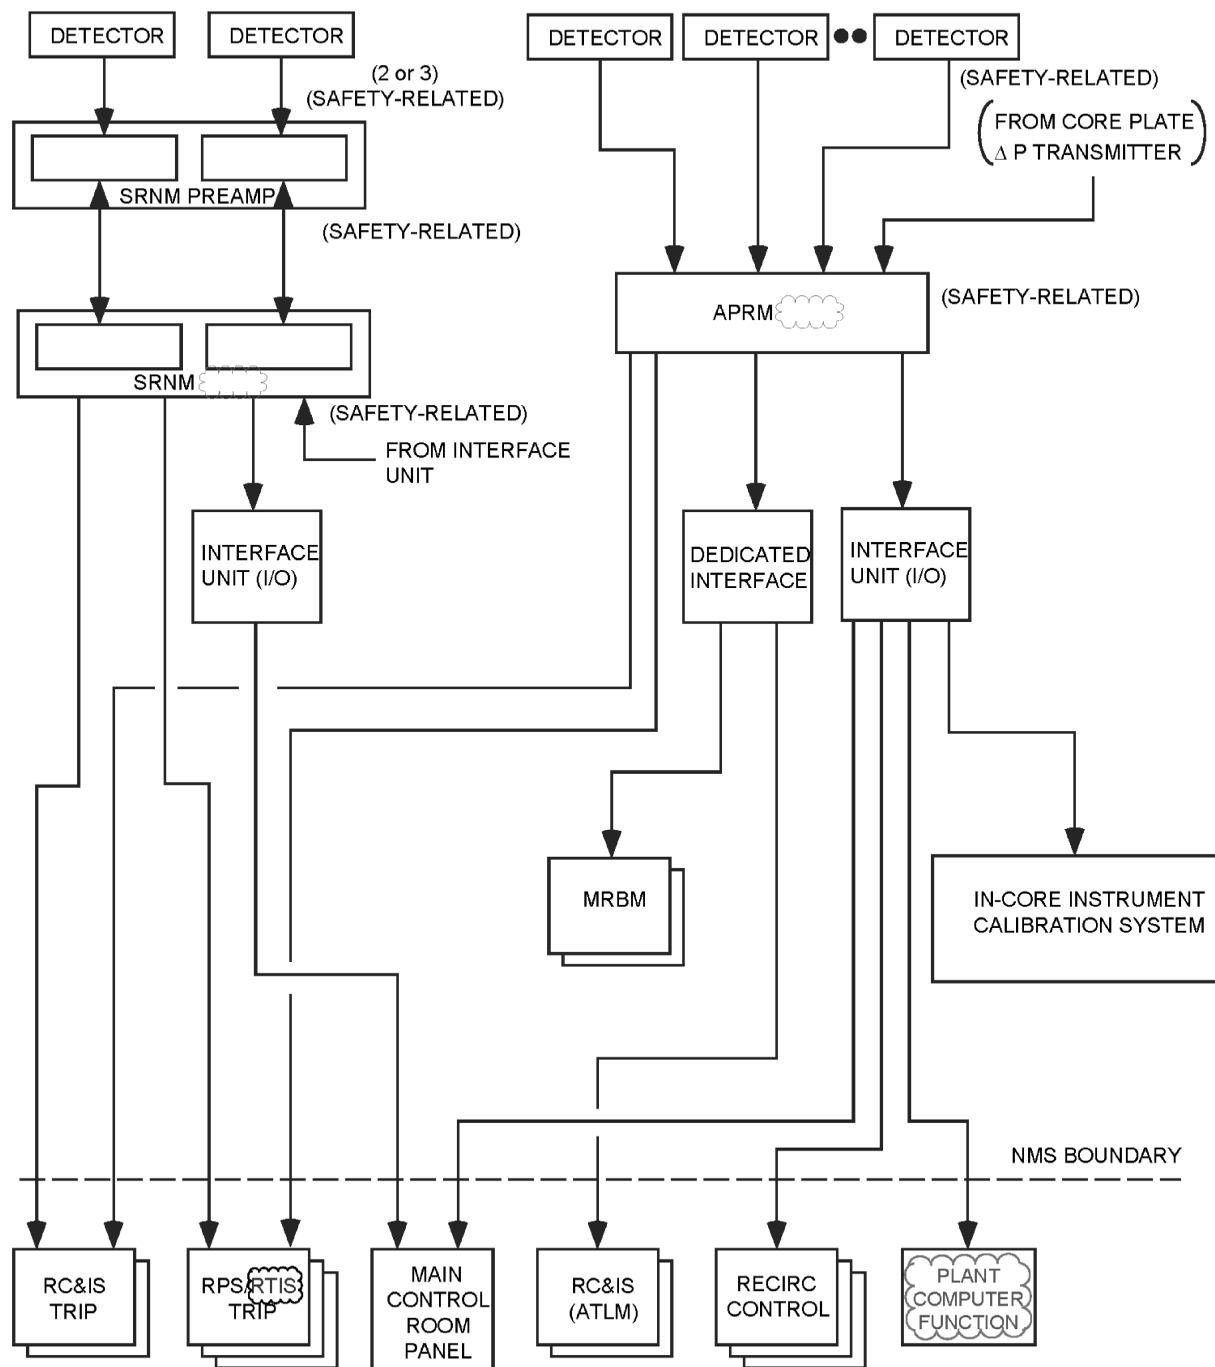 DETECTOR
DETECTOR
DETECTOR
DETECTOR
DETECTOR
(2 or 3)
(SAFETY-RELATED)
(SAFETY-RELATED)
FROM CORE PLATE
Δ P TRANSMITTER
SRNM PREAMP
(SAFETY-RELATED)
(SAFETY-RELATED)
APRM
SRNM
(SAFETY-RELATED)
FROM INTERFACE
UNIT
INTERFACE
UNIT (I/O)
DEDICATED
INTERFACE
INTERFACE
UNIT (I/O)
MRBM
IN-CORE INSTRUMENT
CALIBRATION SYSTEM
NMS BOUNDARY
RC&IS
TRIP
RPS/RTIS
TRIP
MAIN
CONTROL
ROOM
PANEL
RC&IS
(ATLM)
RECIRC
CONTROL
PLANT
COMPUTER
FUNCTION